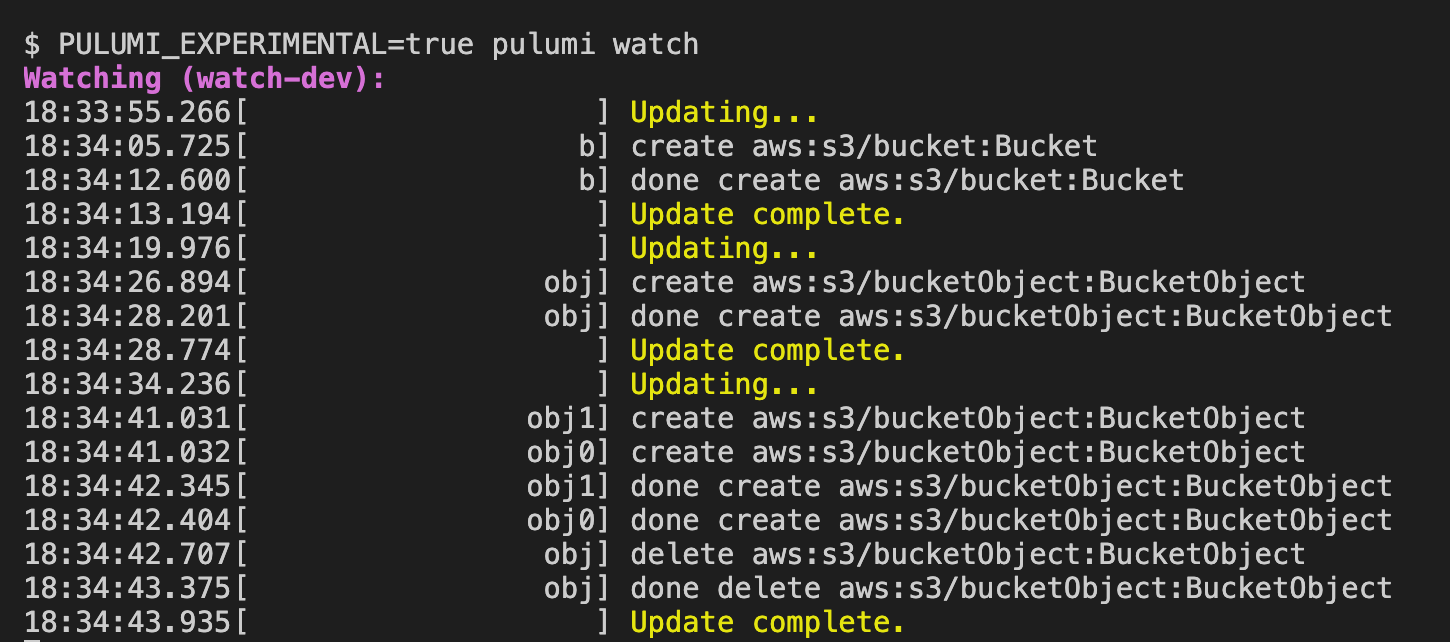 $ PULUMI_EXPERIMENTAL=true pulumi watch
Watching (watch-dev):
18:33:55.266[                    ] Updating...
18:34:05.725[                   b] create aws:s3/bucket:Bucket
18:34:12.600[                   b] done create aws:s3/bucket:Bucket
18:34:13.194[                    ] Update complete.
18:34:19.976[                    ] Updating...
18:34:26.894[                 obj] create aws:s3/bucketObject:BucketObject
18:34:28.201[                 obj] done create aws:s3/bucketObject:BucketObject
18:34:28.774[                    ] Update complete.
18:34:34.236[                    ] Updating...
18:34:41.031[                obj1] create aws:s3/bucketObject:BucketObject
18:34:41.032[                obj0] create aws:s3/bucketObject:BucketObject
18:34:42.345[                obj1] done create aws:s3/bucketObject:BucketObject
18:34:42.404[                obj0] done create aws:s3/bucketObject:BucketObject
18:34:42.707[                 obj] delete aws:s3/bucketObject:BucketObject
18:34:43.375[                 obj] done delete aws:s3/bucketObject:BucketObject
18:34:43.935[                    ] Update complete.